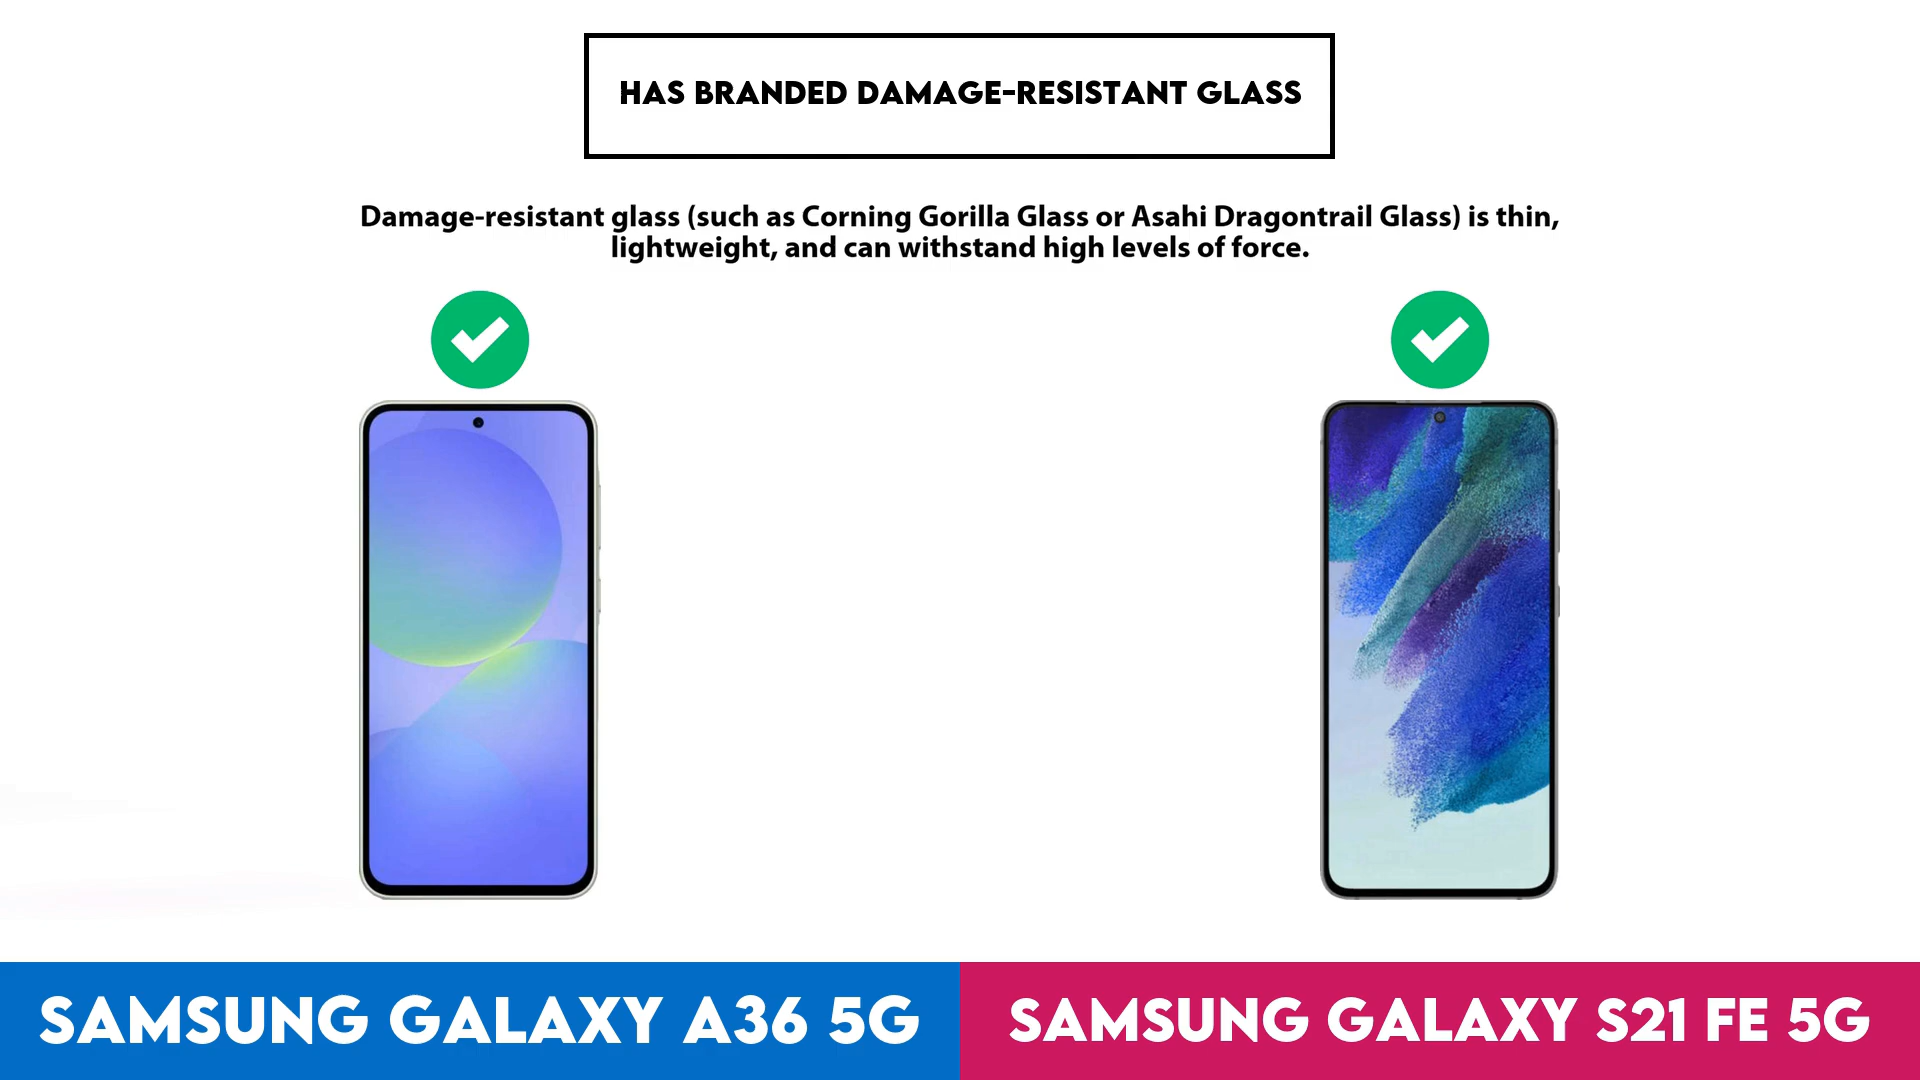 HAS BRANDED DAMAGE-RESISTANT GLASS
Damage-resistant glass (such as Corning Gorilla Glass or Asahi Dragontrail Glass) is thin,
lightweight, and can withstand high levels of force.
SAMSUNG GALAXY A36 5G
SAMSUNG GALAXY S21 FE 5G